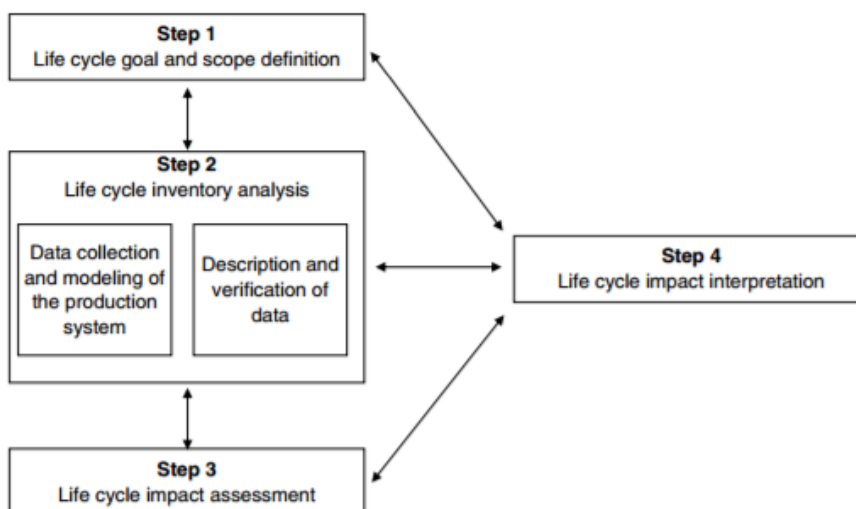 Step 1
Life cycle goal and scope definition
Step 2
Life cycle inventory analysis
Data collection
and modeling of
the production
system
Description and
verification of
data
Step 4
Life cycle impact interpretation
Step 3
Life cycle impact assessment